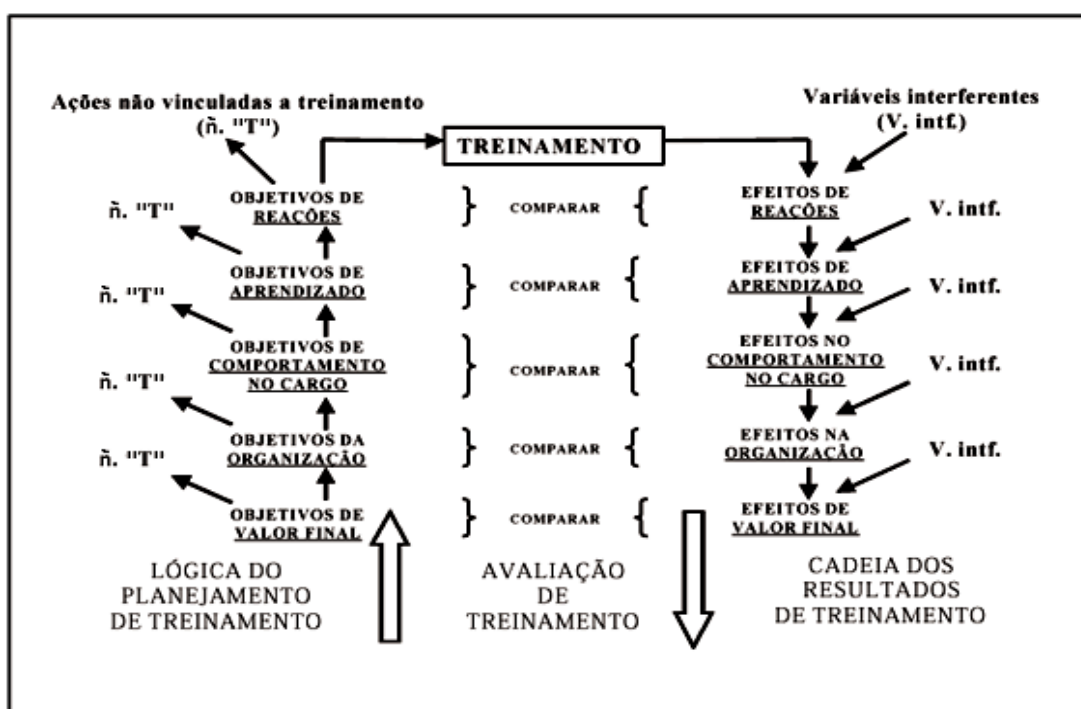 Ações não vinculadas a treinamento
(ñ. "T")
Variáveis interferentes
(V. intf.)
TREINAMENTO
OBJETIVOS DE
REAÇÕES
COMPARAR
EFEITOS DE
REAÇÕES
ñ. "T"
V. intf.
OBJETIVOS DE
APRENDIZADO
COMPARAR
EFEITOS DE
APRENDIZADO
ñ. "T"
V. intf.
OBJETIVOS DE
COMPORTAMENTO
NO CARGO
COMPARAR
EFEITOS NO
COMPORTAMENTO
NO CARGO
ñ. "T"
V. intf.
OBJETIVOS DA
ORGANIZAÇÃO
COMPARAR
EFEITOS NA
ORGANIZAÇÃO
ñ. "T"
V. intf.
OBJETIVOS DE
VALOR FINAL
COMPARAR
EFEITOS DE
VALOR FINAL
LÓGICA DO
PLANEJAMENTO
DE TREINAMENTO
AVALIAÇÃO
DE
TREINAMENTO
CADEIA DOS
RESULTADOS
DE TREINAMENTO